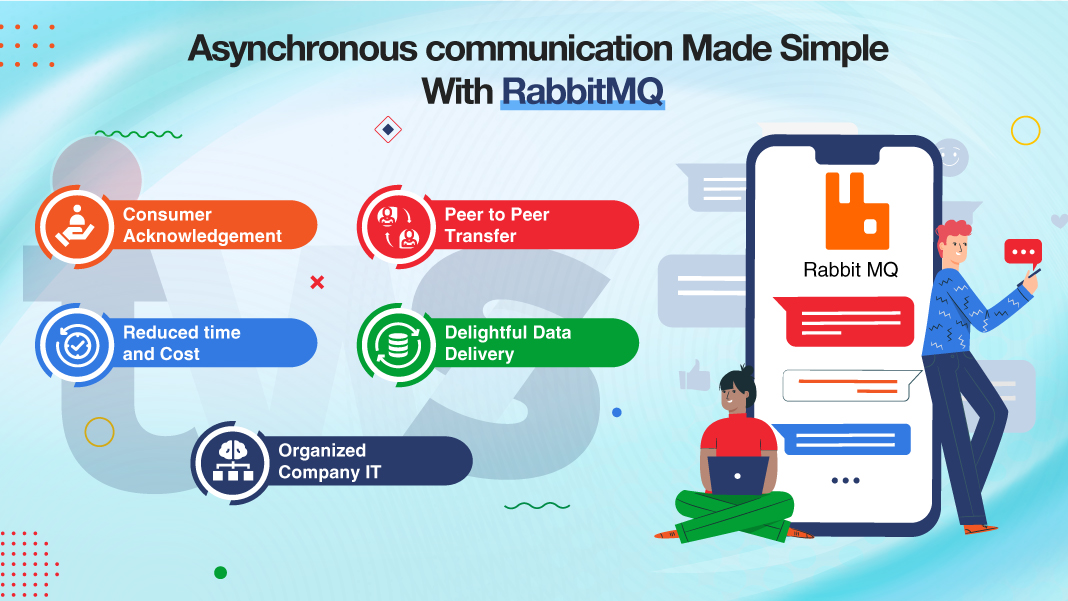 Asynchronous communication Made Simple
With RabbitMQ
Consumer
Acknowledgement
Peer to Peer
Transfer
Reduced time
and Cost
Delightful Data
Delivery
Organized
Company IT
Rabbit MQ
tws